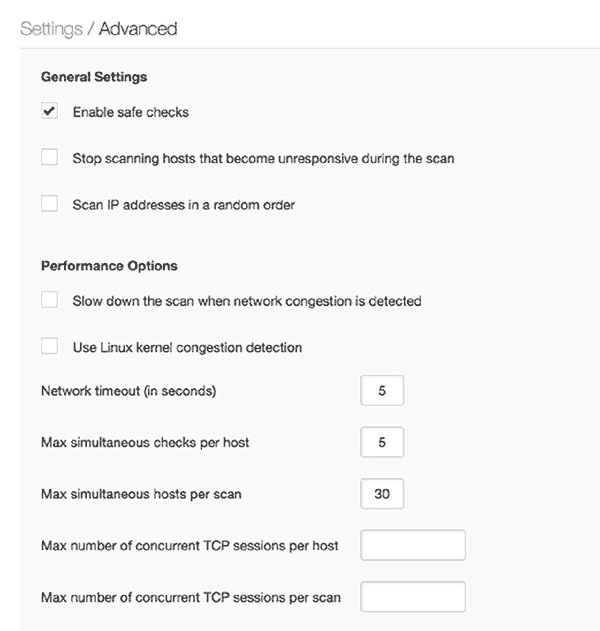 Settings / Advanced
General Settings
Enable safe checks
Stop scanning hosts that become unresponsive during the scan
Scan IP addresses in a random order
Performance Options
Slow down the scan when network congestion is detected
Use Linux kernel congestion detection
Network timeout (in seconds) 5
Max simultaneous checks per host 5
Max simultaneous hosts per scan 30
Max number of concurrent TCP sessions per host
Max number of concurrent TCP sessions per scan